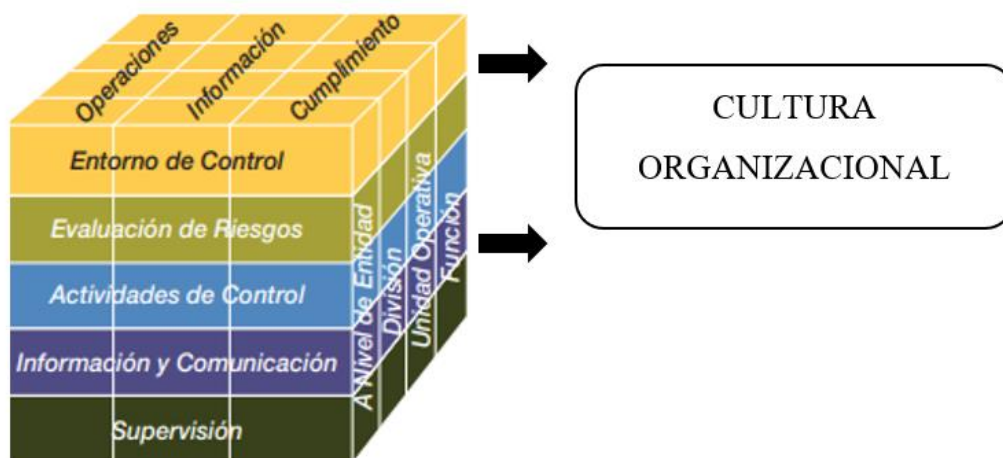 Operaciones
Información
Cumplimiento
Entorno de Control
Evaluación de Riesgos
Actividades de Control
Información y Comunicación
Supervisión
A Nivel de Entidad
División
Unidad Operativa
Función
CULTURA
ORGANIZACIONAL